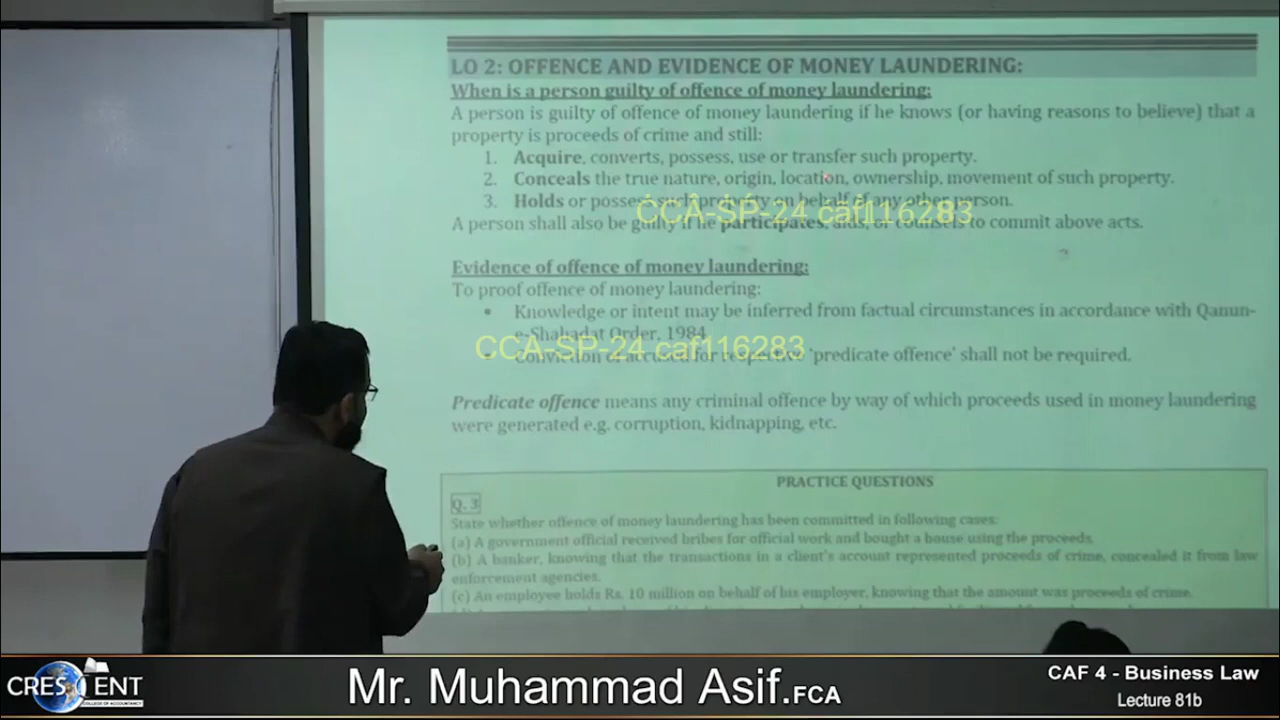 LO 2: OFFENCE AND EVIDENCE OF MONEY LAUNDERING:
When is a person guilty of offence of money laundering:
A person is guilty of offence of money laundering if he knows (or having reasons to believe) that a
property is proceeds of crime and still:
1. Acquire, converts, possess, use or transfer such property.
2. Conceals the true nature, origin, location, ownership, movement of such property.
3. Holds or posses such property on behalf of any other person.
CCA-SP-24 caf116283
A person shall also be guilty if he participates, aids, or counsels to commit above acts.
Evidence of offence of money laundering:
To proof offence of money laundering:
• Knowledge or intent may be inferred from factual circumstances in accordance with Qanun-
e-Shahadat Order, 1984
CCA-SP-24 caf116283
• Conviction of accused for respective 'predicate offence' shall not be required.
Predicate offence means any criminal offence by way of which proceeds used in money laundering
were generated e.g. corruption, kidnapping, etc.
PRACTICE QUESTIONS
Q. 3
State whether offence of money laundering has been committed in following cases:
(a) A government official received bribes for official work and bought a house using the proceeds.
(b) A banker, knowing that the transactions in a client's account represented proceeds of crime, concealed it from law
enforcement agencies.
(c) An employee holds Rs. 10 million on behalf of his employer, knowing that the amount was proceeds of crime.
CRESCENT
COLLEGE OF ACCOUNTANCY
Mr. Muhammad Asif.FCA
CAF 4 - Business Law
Lecture 81b